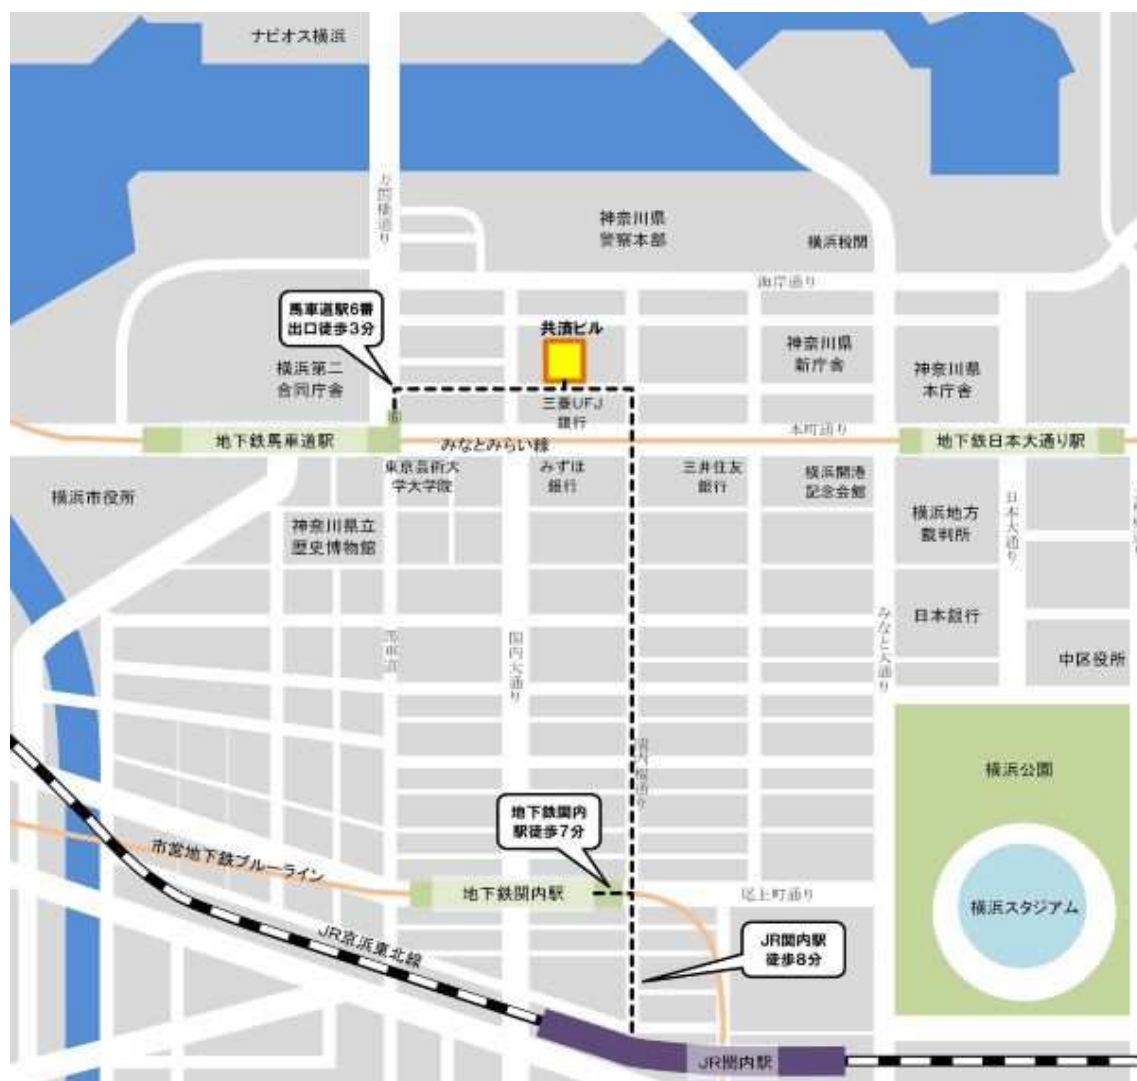 ナビオス横浜
万国橋通り
神奈川県
警察本部
横浜税関
海岸通り
馬車道駅6番
出口徒歩3分
共済ビル
横浜第二
合同庁舎
神奈川県
新庁舎
神奈川県
本庁舎
三菱UFJ
銀行
本町通り
地下鉄馬車道駅
みなとみらい線
地下鉄日本大通り駅
横浜市役所
東京芸術大
学大学院
みずほ
銀行
三井住友
銀行
横浜開港
記念会館
神奈川県立
歴史博物館
横浜地方
裁判所
日本大通り
日本銀行
中区役所
馬車道
関内大通り
みなと大通り
関内桜通り
横浜公園
地下鉄関内
駅徒歩7分
市営地下鉄ブルーライン
地下鉄関内駅
尾上町通り
横浜スタジアム
JR京浜東北線
JR関内駅
徒歩8分
JR関内駅